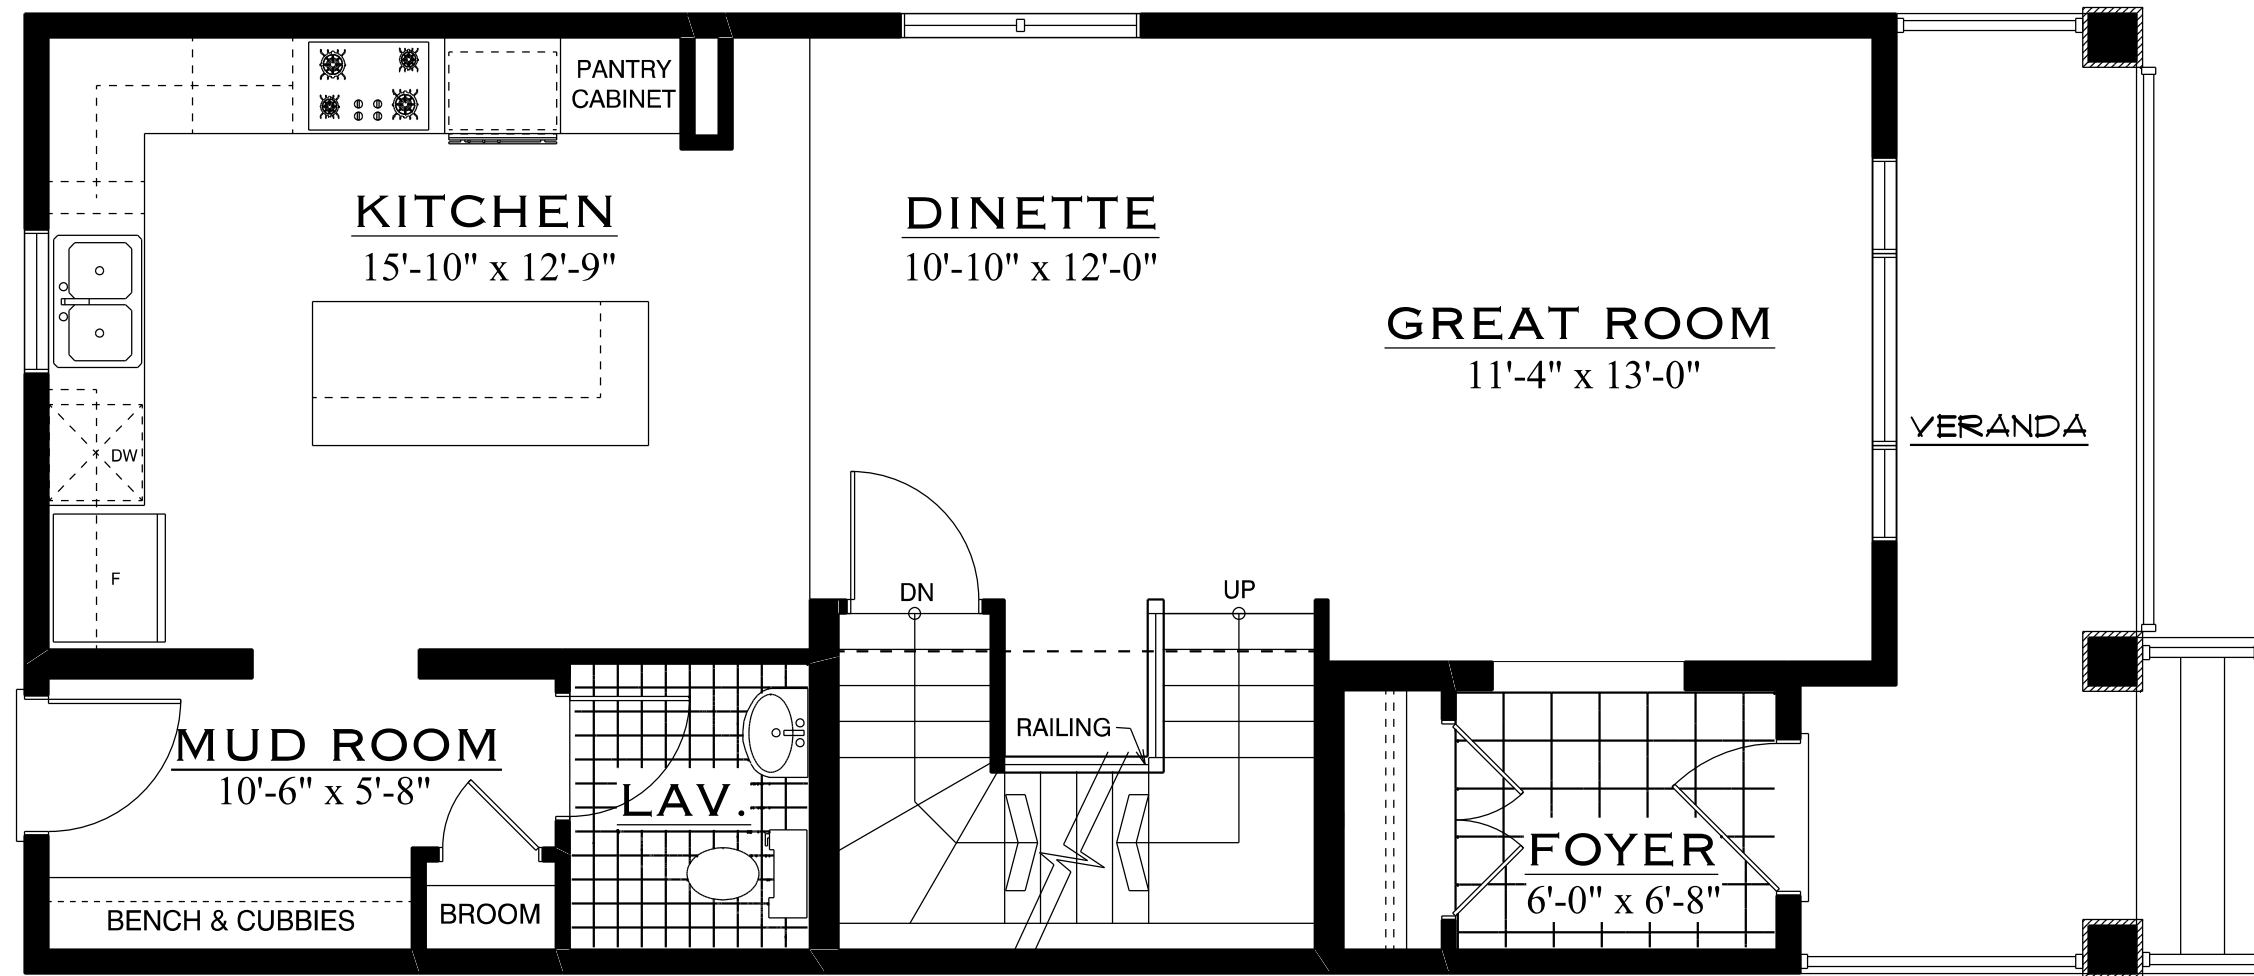 PANTRY
CABINET
KITCHEN
15'-10" x 12'-9"
DINETTE
10'-10" x 12'-0"
GREAT ROOM
11'-4" x 13'-0"
VERANDA
DW
F
DN
UP
RAILING
MUD ROOM
10'-6" x 5'-8"
LAV.
FOYER
6'-0" x 6'-8"
BENCH & CUBBIES
BROOM